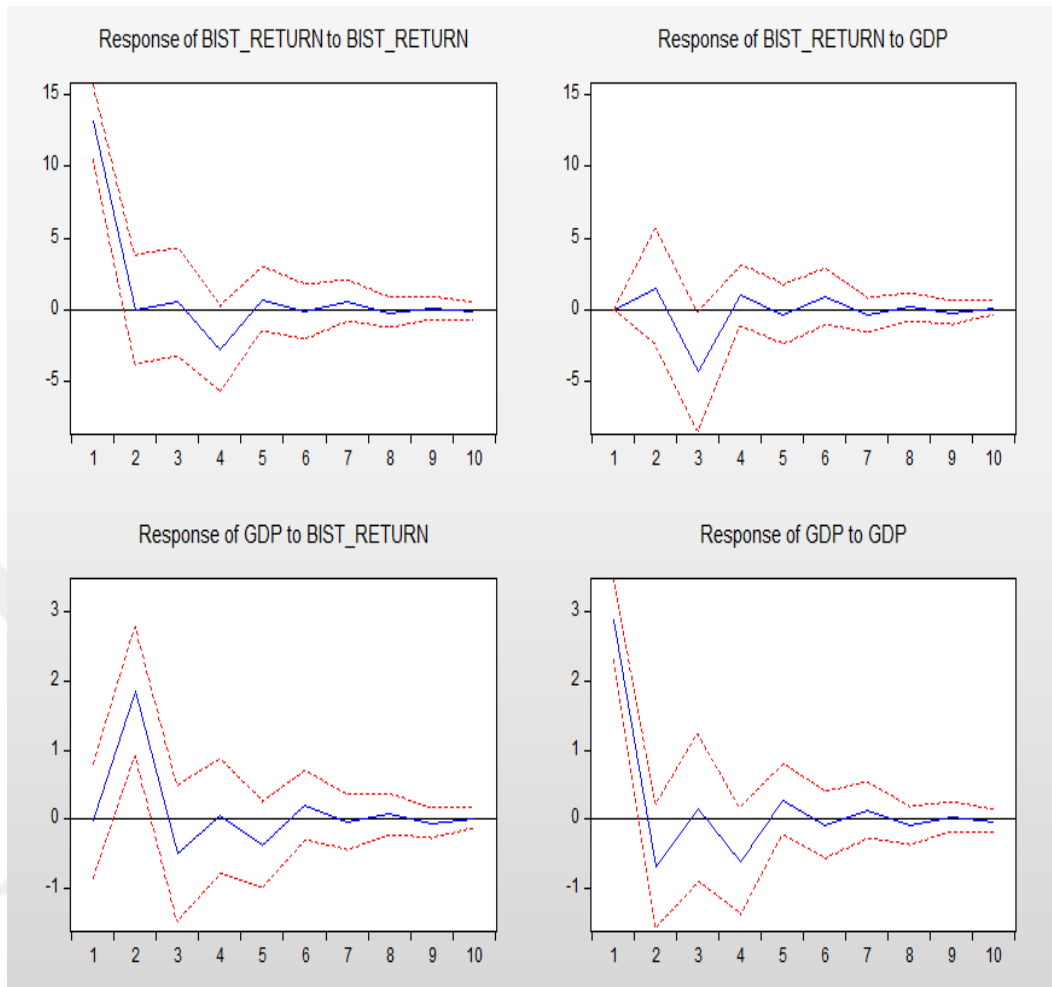 Response of BIST_RETURN to BIST_RETURN
15
10
5
0
-5
1 2 3 4 5 6 7 8 9 10
Response of BIST_RETURN to GDP
15
10
5
0
-5
1 2 3 4 5 6 7 8 9 10
Response of GDP to BIST_RETURN
3
2
1
0
-1
1 2 3 4 5 6 7 8 9 10
Response of GDP to GDP
3
2
1
0
-1
1 2 3 4 5 6 7 8 9 10